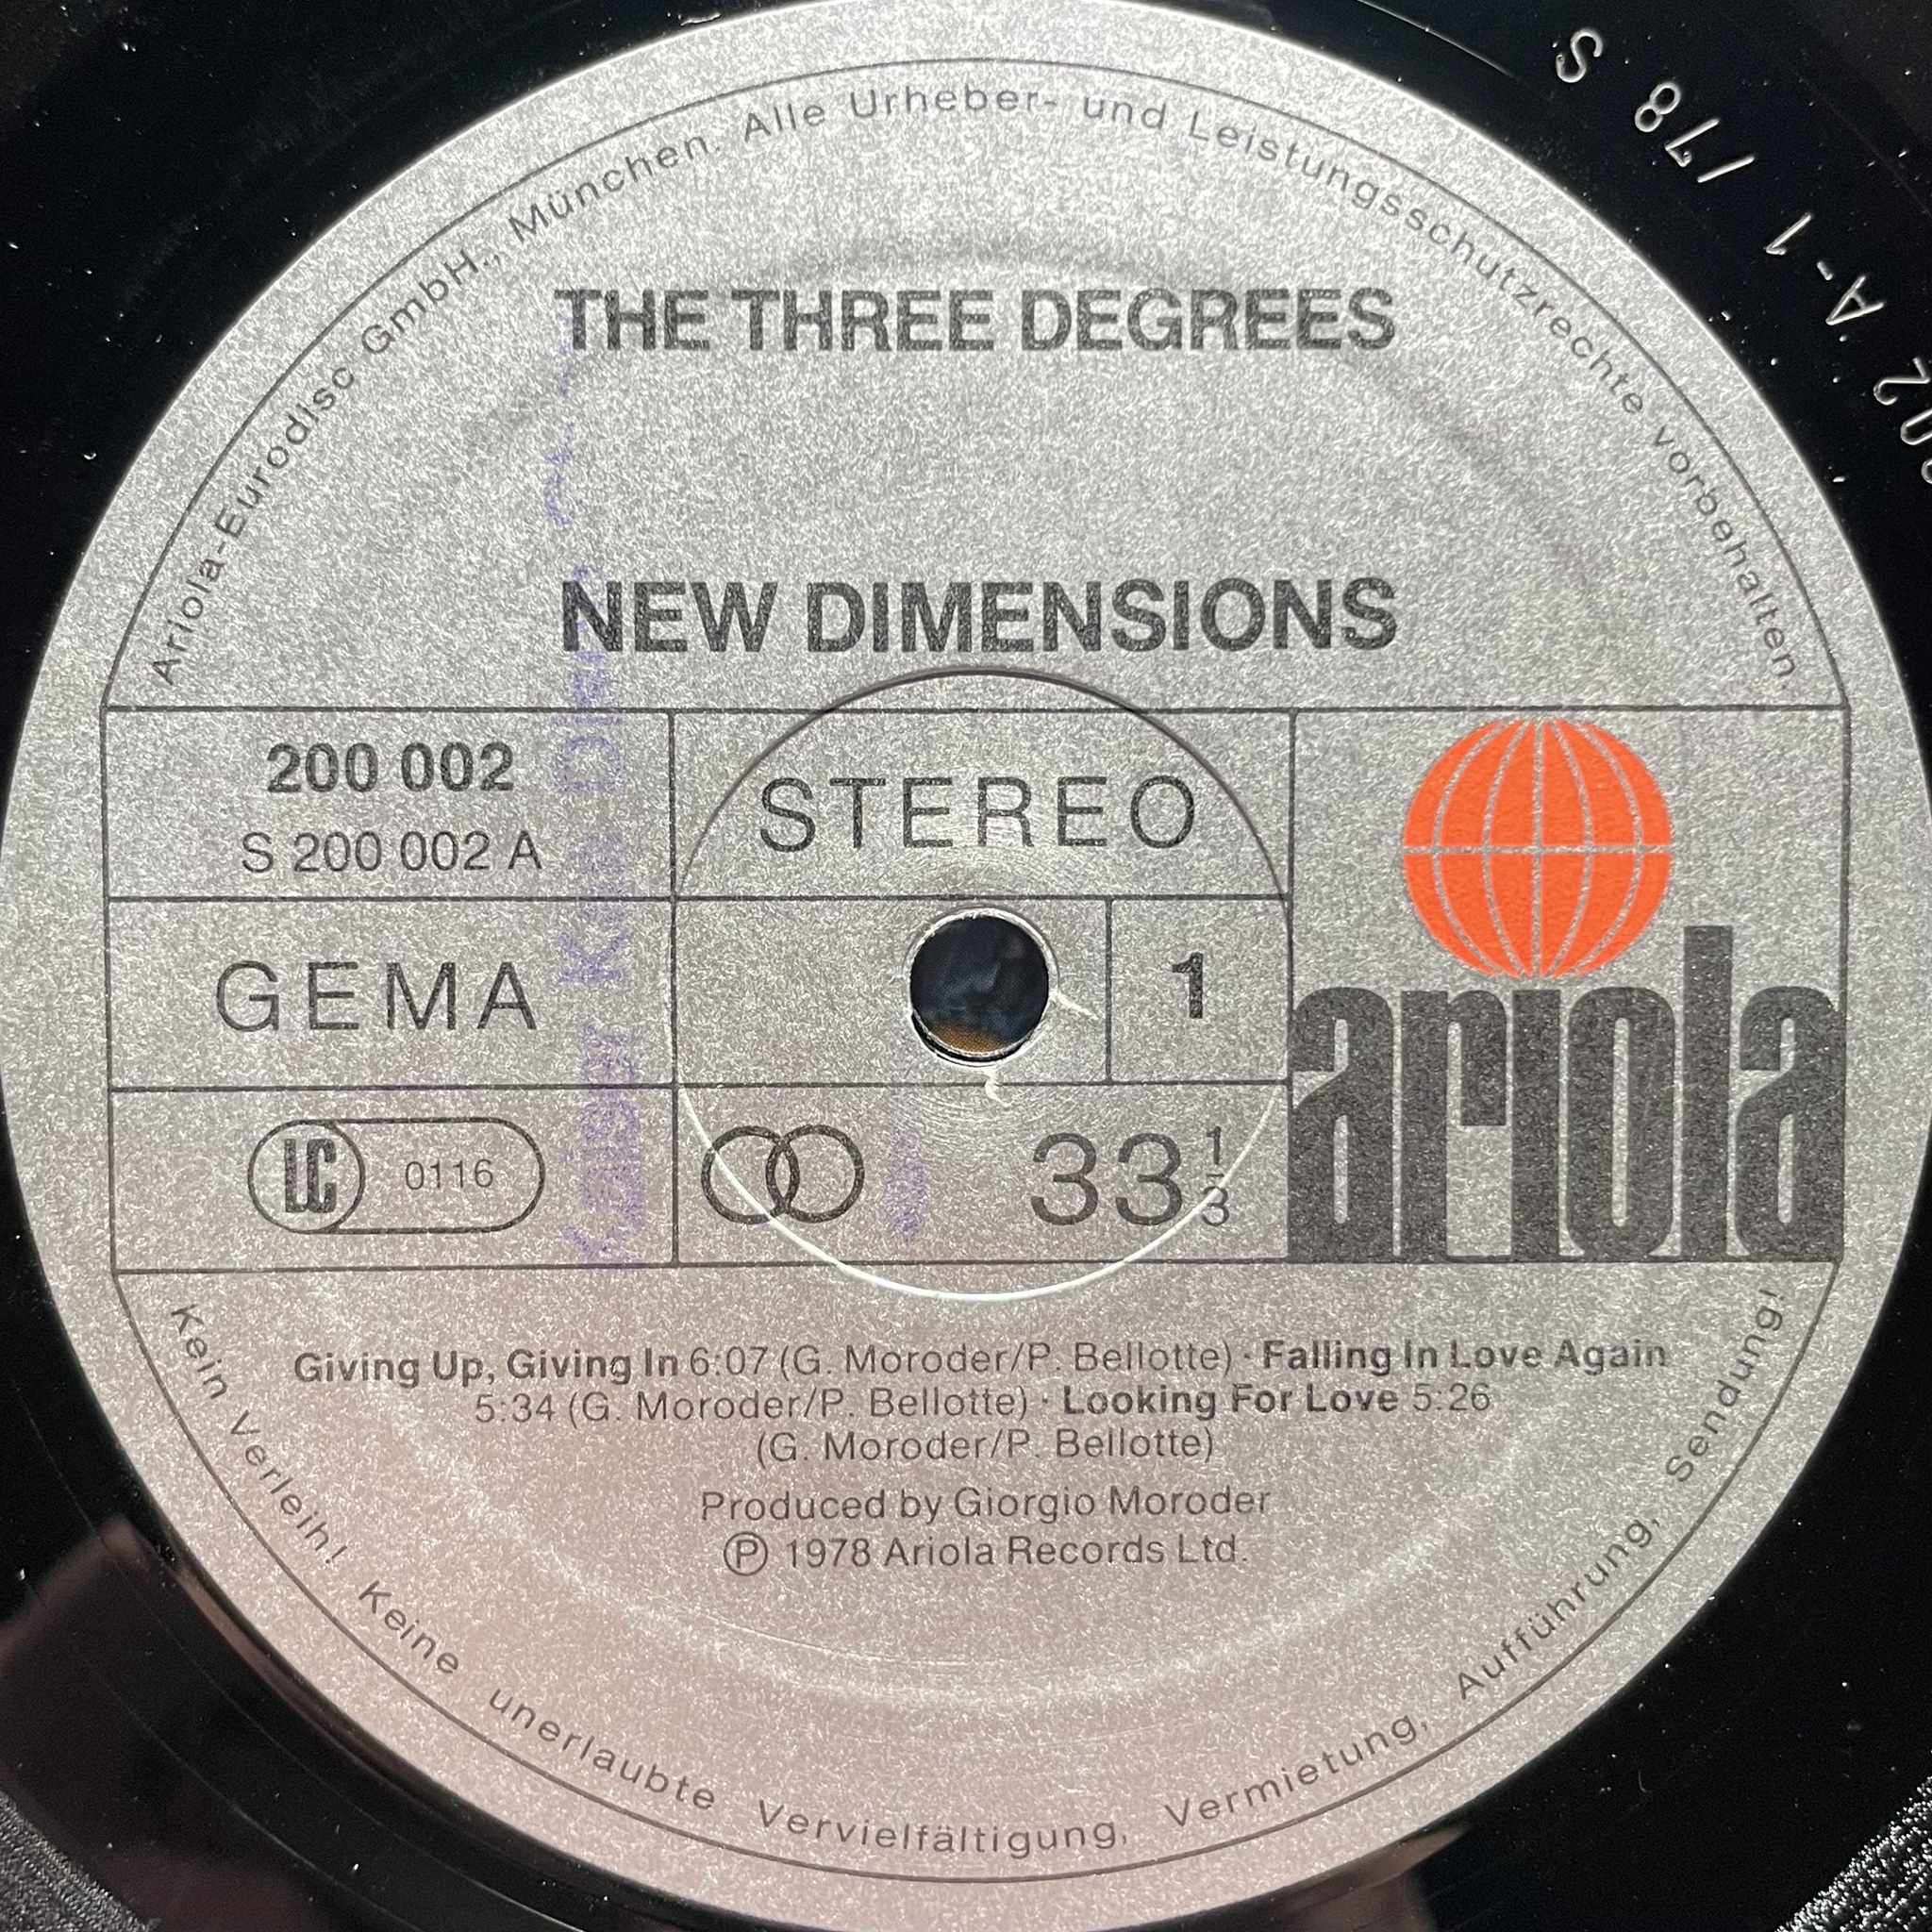 Ariola-Eurodisc GmbH., München. Alle Urheber- und Leistungsschutzrechte vorbehalten.
THE THREE DEGREES
NEW DIMENSIONS
200 002
S 200 002 A
STEREO
GEMA
1
LC 0116
33 1/3
ariola
Giving Up, Giving In 6:07 (G. Moroder/P. Bellotte) · Falling In Love Again
5:34 (G. Moroder/P. Bellotte) · Looking For Love 5:26
(G. Moroder/P. Bellotte)
Produced by Giorgio Moroder
Ⓟ 1978 Ariola Records Ltd.
Kein Verleih! Keine unerlaubte Vervielfältigung, Vermietung, Aufführung, Sendung!
A-1 /78 S
Kaiser